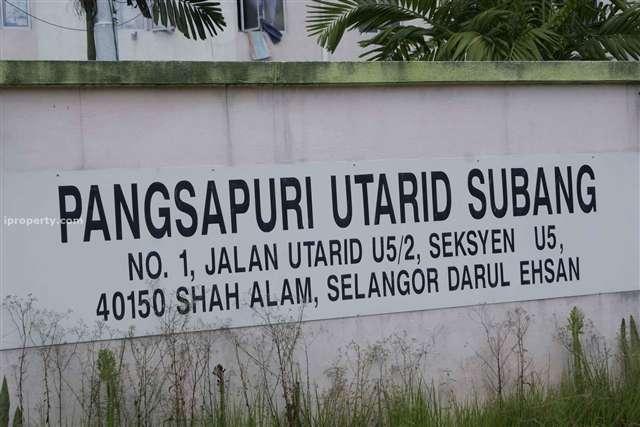 PANGSAPURI UTARID SUBANG
iproperty.com
NO. 1, JALAN UTARID U5/2, SEKSYEN U5,
40150 SHAH ALAM, SELANGOR DARUL EHSAN